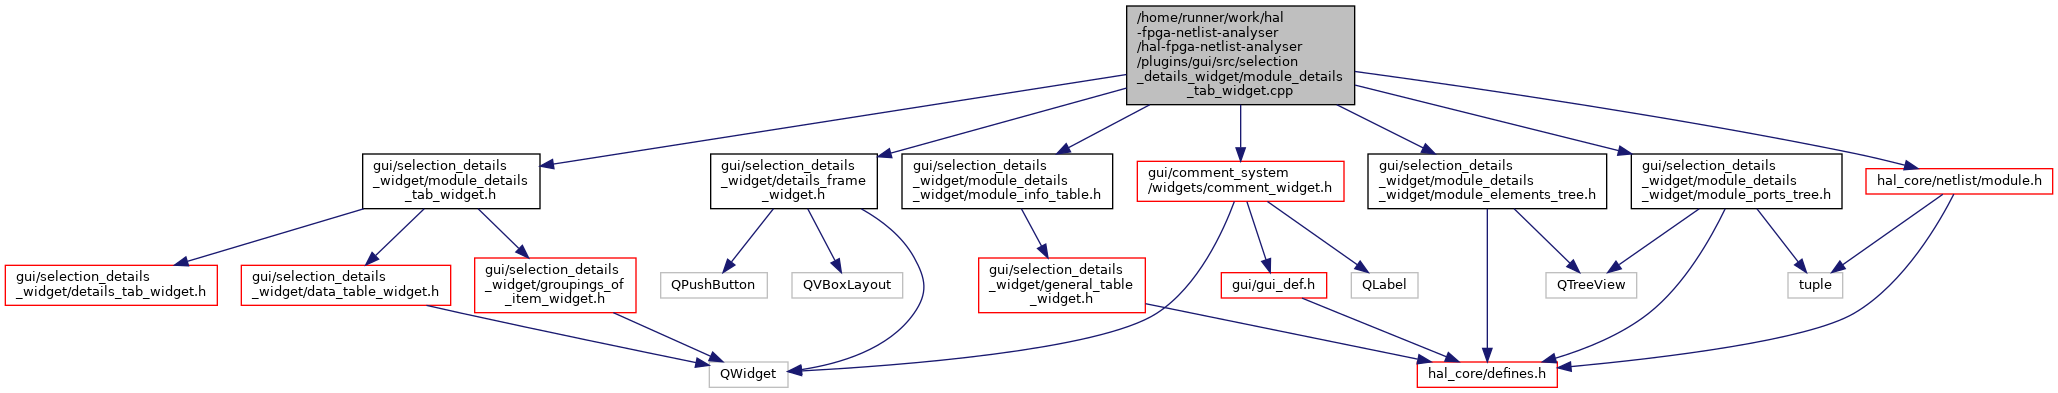 /home/runner/work/hal
-fpga-netlist-analyser
/hal-fpga-netlist-analyser
/plugins/gui/src/selection
_details_widget/module_details
_tab_widget.cpp
gui/selection_details
_widget/module_details
_tab_widget.h
gui/selection_details
_widget/details_frame
_widget.h
gui/selection_details
_widget/module_details
_widget/module_info_table.h
gui/comment_system
/widgets/comment_widget.h
gui/selection_details
_widget/module_details
_widget/module_elements_tree.h
gui/selection_details
_widget/module_details
_widget/module_ports_tree.h
hal_core/netlist/module.h
gui/selection_details
_widget/details_tab_widget.h
gui/selection_details
_widget/data_table_widget.h
gui/selection_details
_widget/groupings_of
_item_widget.h
QPushButton
QVBoxLayout
gui/selection_details
_widget/general_table
_widget.h
gui/gui_def.h
QLabel
QTreeView
tuple
QWidget
hal_core/defines.h